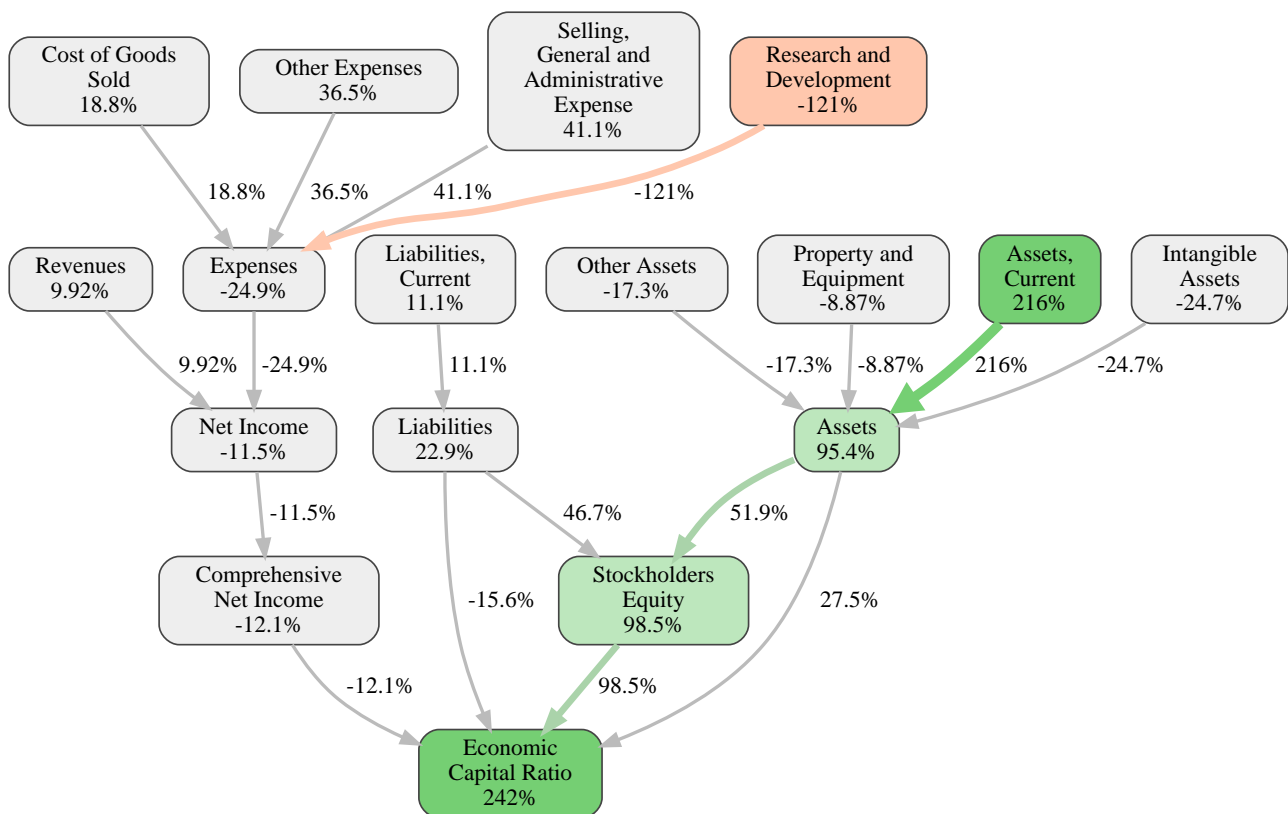 Cost of Goods
Sold
18.8%
Other Expenses
36.5%
Selling,
General and
Administrative
Expense
41.1%
Research and
Development
-121%
18.8%
36.5%
41.1%
-121%
Revenues
9.92%
Expenses
-24.9%
Liabilities,
Current
11.1%
Other Assets
-17.3%
Property and
Equipment
-8.87%
Assets,
Current
216%
Intangible
Assets
-24.7%
9.92%
-24.9%
11.1%
-17.3%
-8.87%
216%
-24.7%
Net Income
-11.5%
Liabilities
22.9%
Assets
95.4%
-11.5%
46.7%
51.9%
Comprehensive
Net Income
-12.1%
-15.6%
Stockholders
Equity
98.5%
27.5%
-12.1%
98.5%
Economic
Capital Ratio
242%